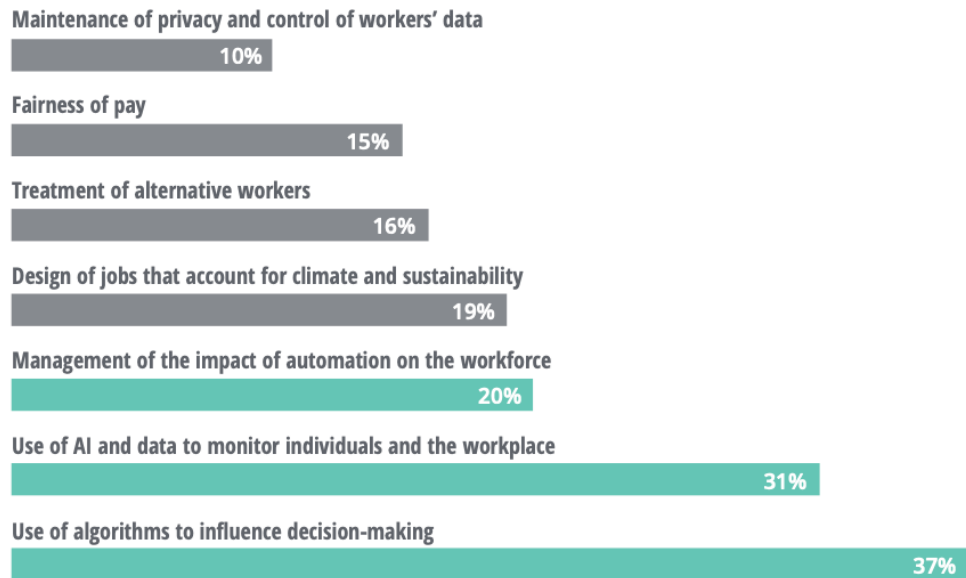 Maintenance of privacy and control of workers’ data
10%
Fairness of pay
15%
Treatment of alternative workers
16%
Design of jobs that account for climate and sustainability
19%
Management of the impact of automation on the workforce
20%
Use of AI and data to monitor individuals and the workplace
31%
Use of algorithms to influence decision-making
37%